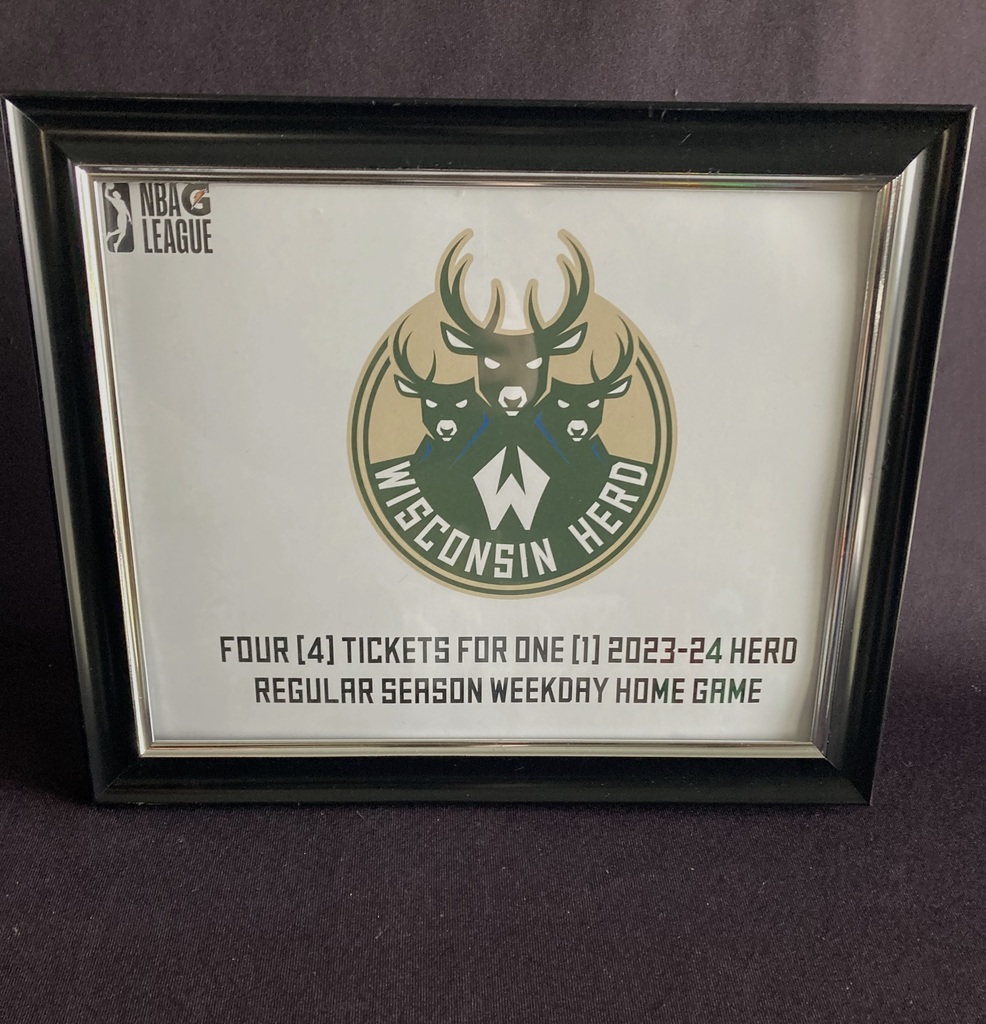 NBA G
LEAGUE
W
WISCONSIN HERD
FOUR [4] TICKETS FOR ONE [1] 2023-24 HERD
REGULAR SEASON WEEKDAY HOME GAME